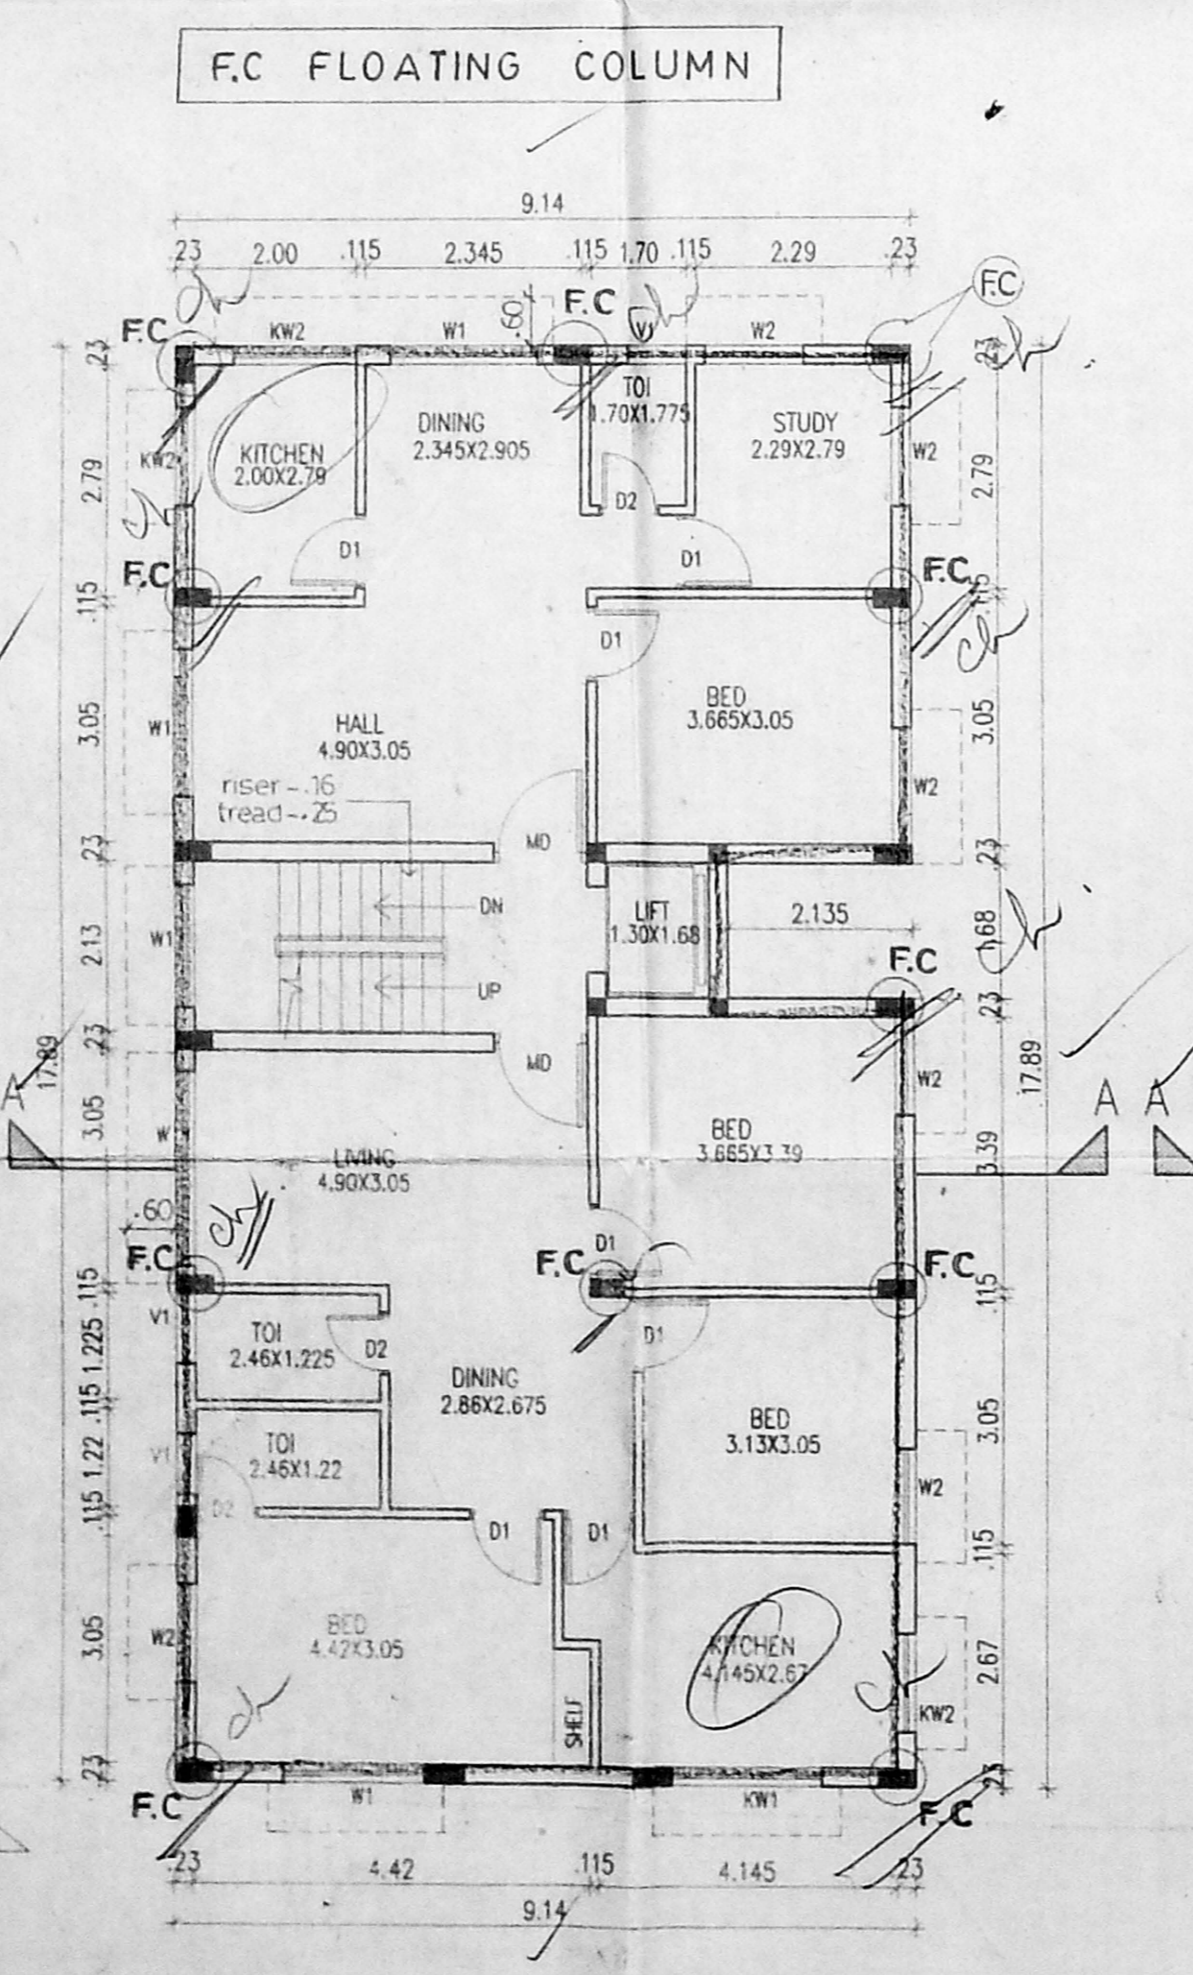 F.C FLOATING COLUMN
9.14
.23 2.00 .115 2.345 .115 1.70 .115 2.29 .23
F.C
F.C
F.C
.60
KW2 W1 V1 W2
.23
.23
TOI
1.70X1.775
DINING
2.345X2.905
STUDY
2.29X2.79
KITCHEN
2.00X2.79
KW2
W2
2.79
2.79
D2
D1
D1
F.C
F.C
.115
.115
D1
BED
3.665X3.05
HALL
4.90X3.05
W1
3.05
3.05
riser-.16
tread-.25
W2
MD
.23
.23
DN
LIFT
1.30X1.68
2.135
W1
2.13
1.68
UP
F.C
.23
.23
17.89
17.89
MD
W2
A
A A
3.05
W
BED
3.665X3.39
3.39
LIVING
4.90X3.05
.60
D1
F.C
F.C
F.C
.115
.115
V1
TOI
2.46X1.225
D2
D1
1.225
DINING
2.86X2.675
.115
BED
3.13X3.05
3.05
TOI
2.46X1.22
V1
1.22
D2
W2
.115
D1
D1
.115
BED
4.42X3.05
W2
3.05
KITCHEN
4.145X2.67
2.67
SHELF
KW2
.23
.23
W1
KW1
F.C
F.C
.23 4.42 .115 4.145 .23
9.14